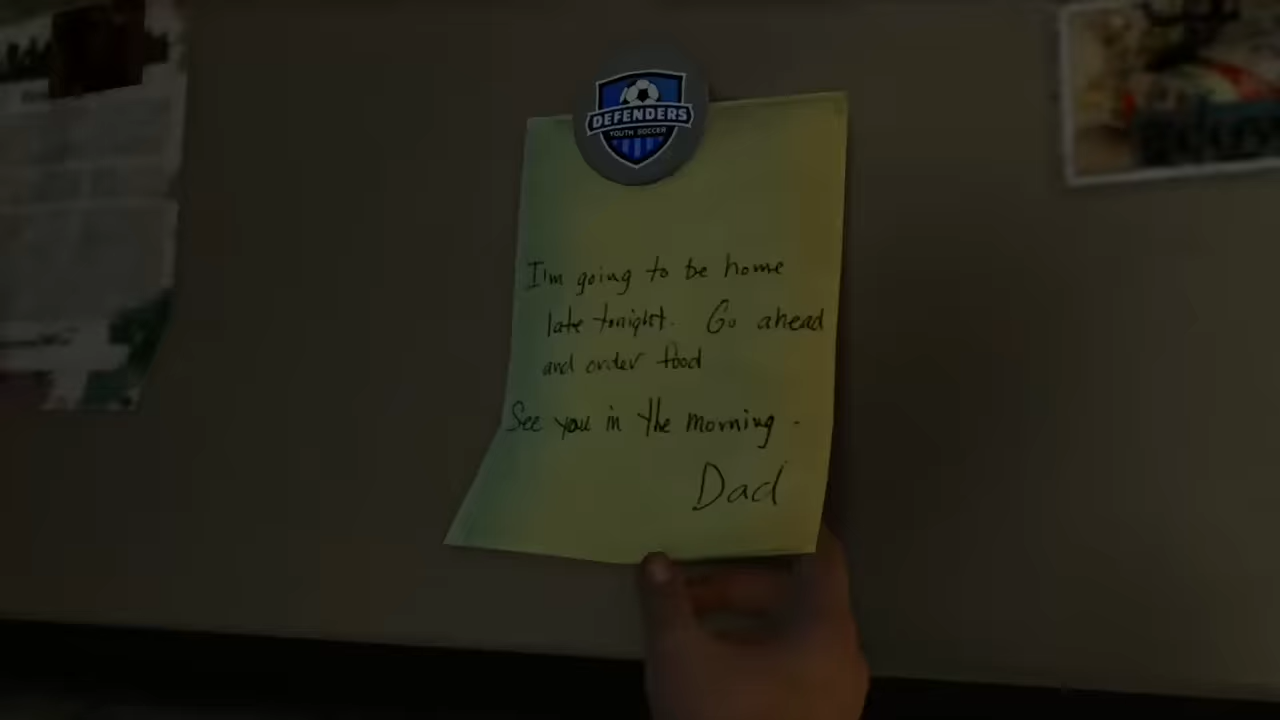 DEFENDERS
YOUTH SOCCER
I'm going to be home
late tonight. Go ahead
and order food
See you in the morning.
Dad